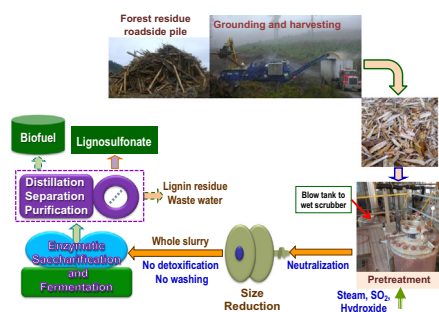 Forest residue
roadside pile
Grounding and harvesting
Biofuel
Lignosulfonate
Distillation
Separation
Purification
Lignin residue
Waste water
Blow tank to
wet scrubber
Enzymatic
Saccharification
and
Fermentation
Whole slurry
No detoxification
No washing
Size
Reduction
Neutralization
Pretreatment
Steam, SO₂,
Hydroxide